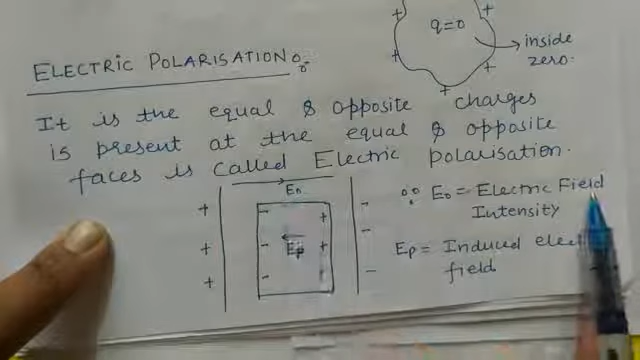 q=0
inside
zero.
ELECTRIC POLARISATION
It is the equal & opposite charges
is present at the equal & opposite
faces is called Electric polarisation.
+ + + + +
E₀
+ - + -
+ - Ep + -
+ - -
∴ E₀ = Electric Field
Intensity
Ep = Induced elect
field